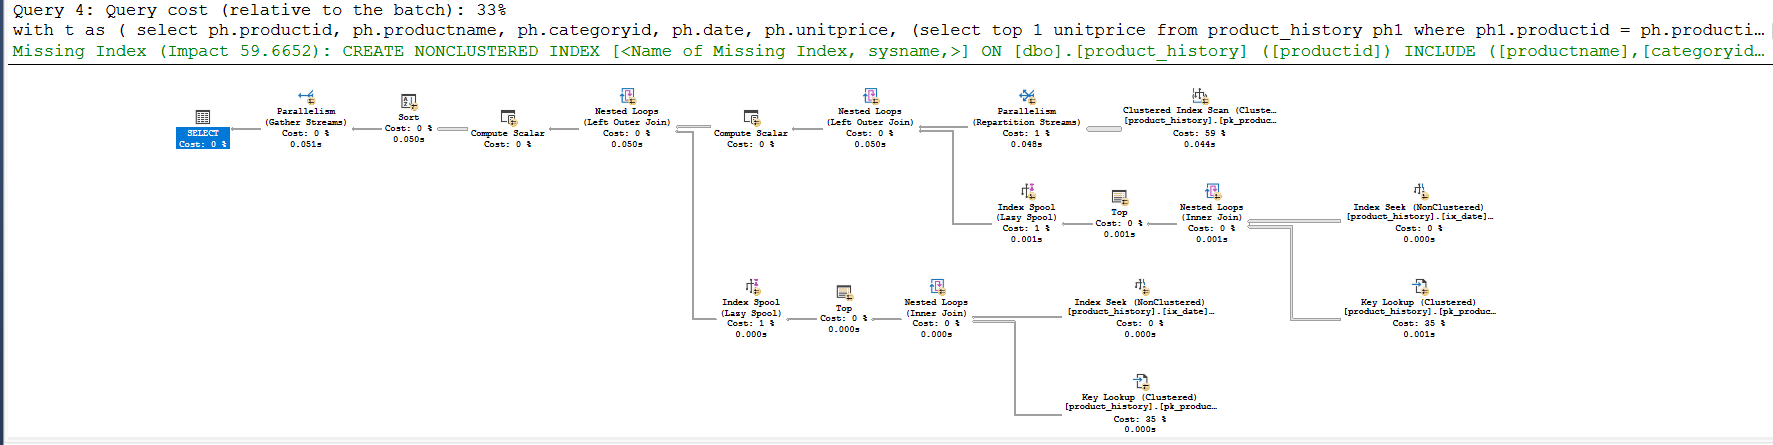 Query 4: Query cost (relative to the batch): 33%
with t as ( select ph.productid, ph.productname, ph.categoryid, ph.date, ph.unitprice, (select top 1 unitprice from product_history ph1 where ph1.productid = ph.producti…
Missing Index (Impact 59.6652): CREATE NONCLUSTERED INDEX [<Name of Missing Index, sysname,>] ON [dbo].[product_history] ([productid]) INCLUDE ([productname],[categoryid…
SELECT
Cost: 0 %
Parallelism
(Gather Streams)
Cost: 0 %
0.051s
Sort
Cost: 0 %
0.050s
Compute Scalar
Cost: 0 %
Nested Loops
(Left Outer Join)
Cost: 0 %
0.050s
Compute Scalar
Cost: 0 %
Nested Loops
(Left Outer Join)
Cost: 0 %
0.050s
Parallelism
(Repartition Streams)
Cost: 1 %
0.048s
Clustered Index Scan (Cluste…
[product_history].[pk_produc…
Cost: 59 %
0.044s
Index Spool
(Lazy Spool)
Cost: 1 %
0.001s
Top
Cost: 0 %
0.001s
Nested Loops
(Inner Join)
Cost: 0 %
0.001s
Index Seek (NonClustered)
[product_history].[ix_date]…
Cost: 0 %
0.000s
Index Spool
(Lazy Spool)
Cost: 1 %
0.000s
Top
Cost: 0 %
0.000s
Nested Loops
(Inner Join)
Cost: 0 %
0.000s
Index Seek (NonClustered)
[product_history].[ix_date]…
Cost: 0 %
0.000s
Key Lookup (Clustered)
[product_history].[pk_produc…
Cost: 35 %
0.001s
Key Lookup (Clustered)
[product_history].[pk_produc…
Cost: 35 %
0.000s